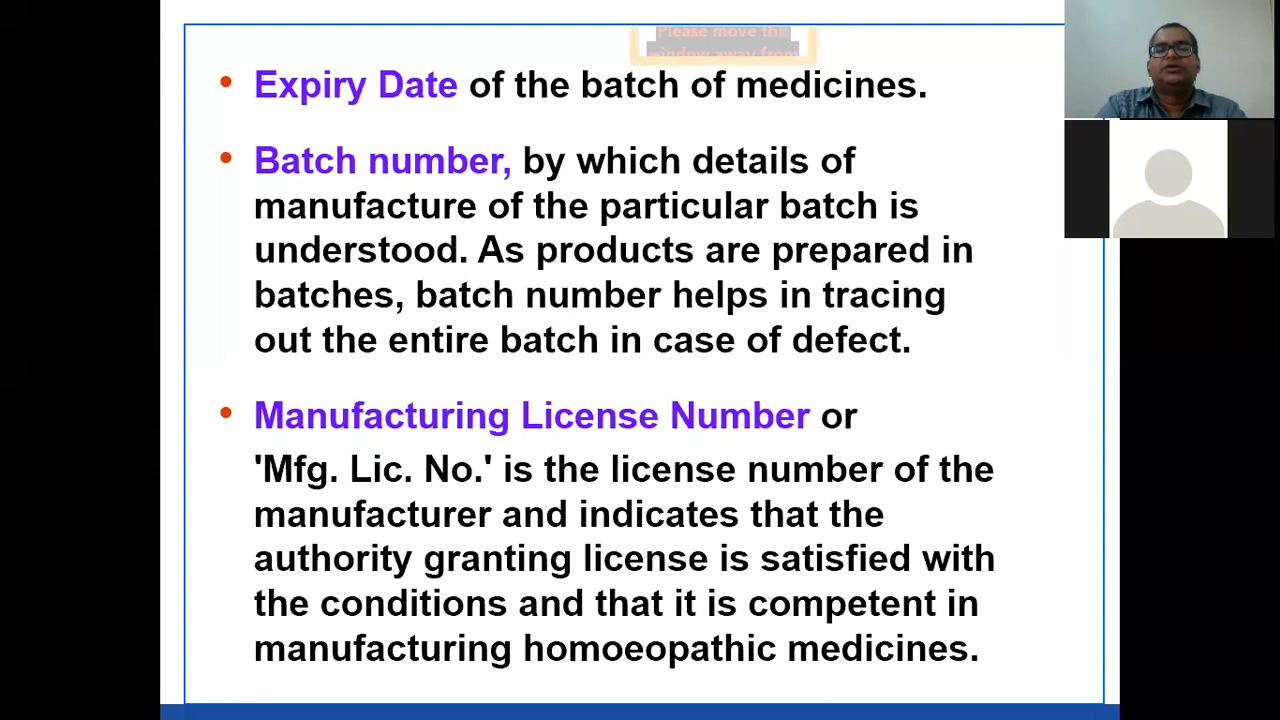 Please move th
window away from
• Expiry Date of the batch of medicines.
• Batch number, by which details of
manufacture of the particular batch is
understood. As products are prepared in
batches, batch number helps in tracing
out the entire batch in case of defect.
• Manufacturing License Number or
'Mfg. Lic. No.' is the license number of the
manufacturer and indicates that the
authority granting license is satisfied with
the conditions and that it is competent in
manufacturing homoeopathic medicines.